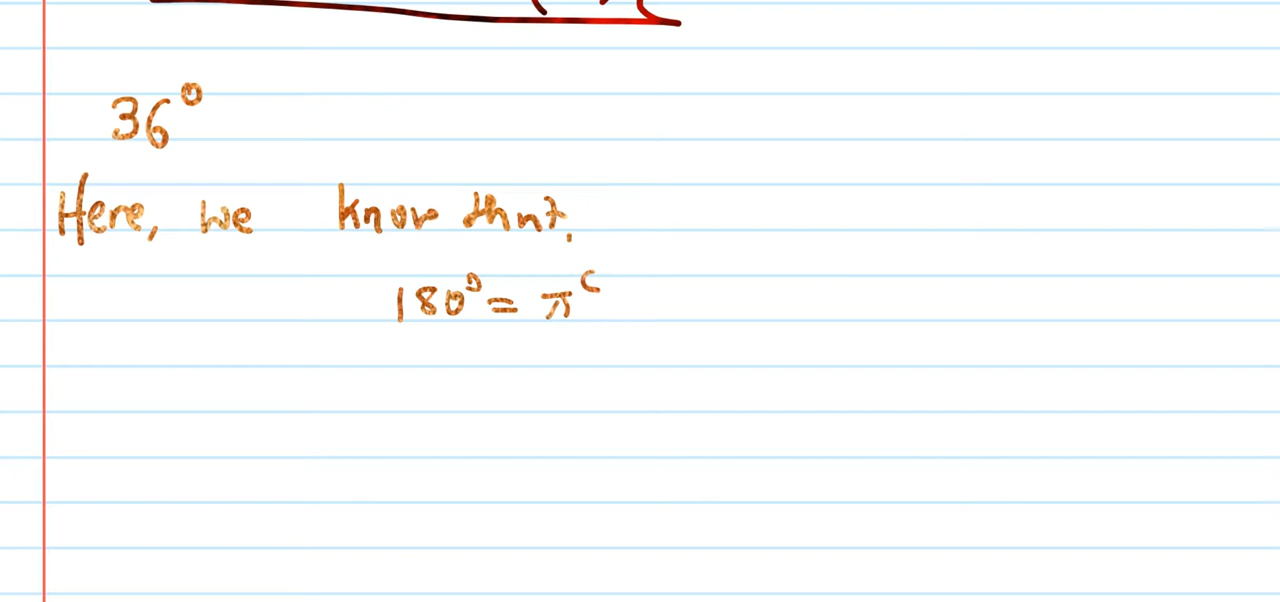 36°
Here, we know that,
180° = π^c